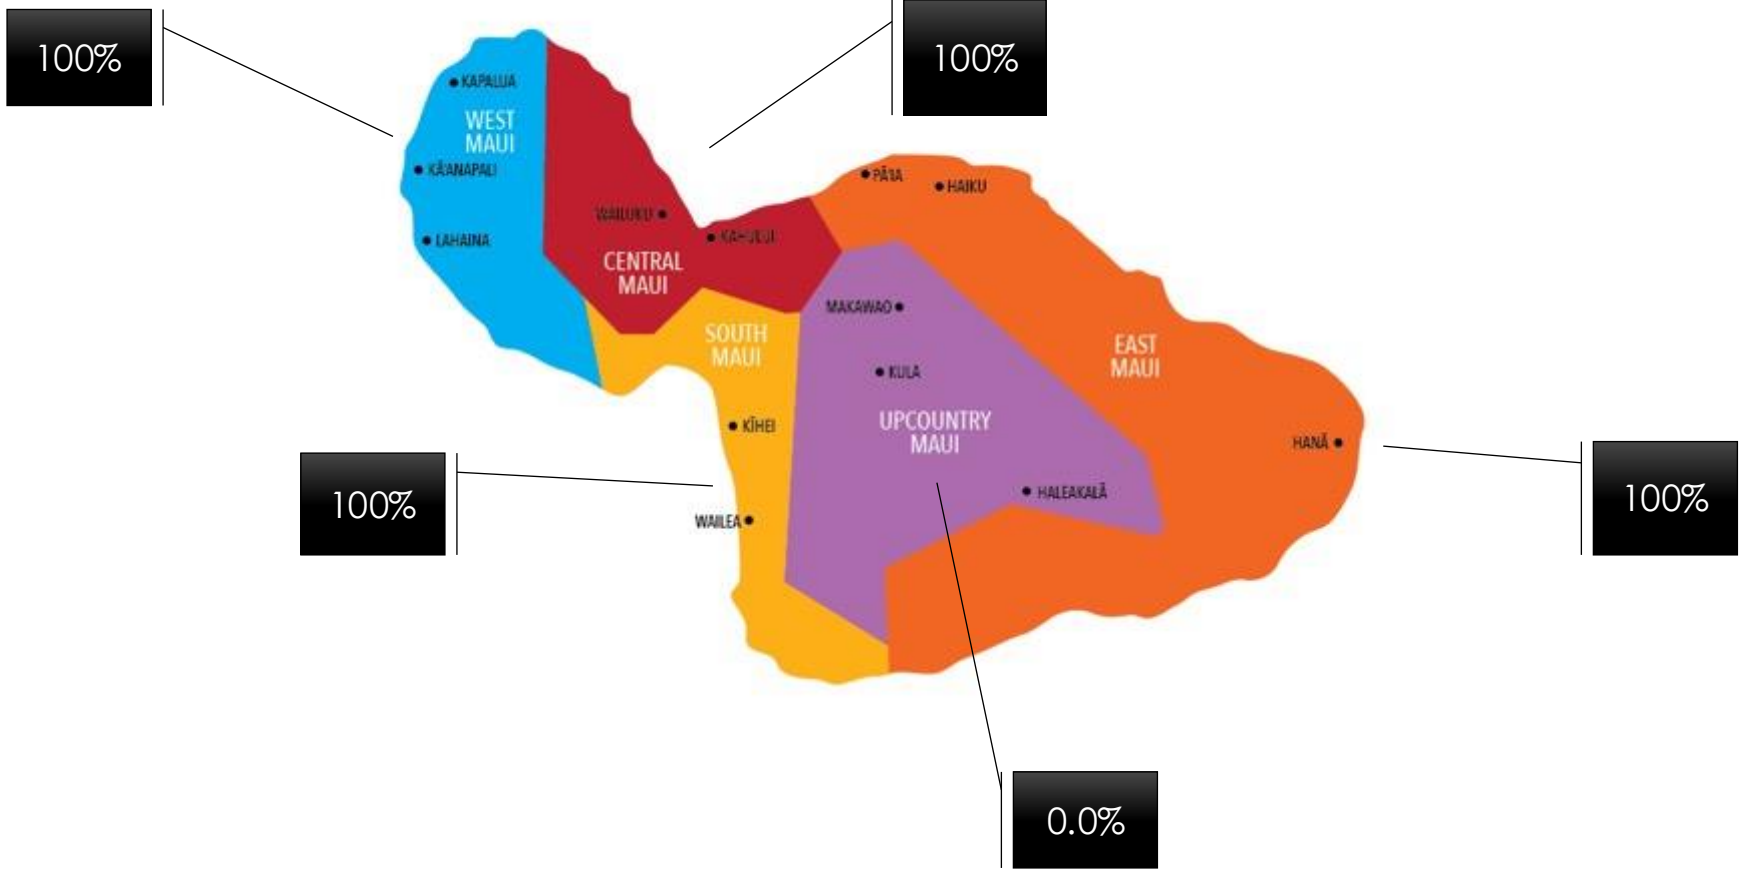 100%
100%
KAPALUA
WEST
MAUI
KĀ'ANAPALI
PĀ'IA
HAIKU
WAILUKU
LAHAINA
KAHULUI
CENTRAL
MAUI
MAKAWAO
SOUTH
MAUI
EAST
MAUI
KULA
KĪHEI
UPCOUNTRY
MAUI
HANĀ
100%
HALEAKALĀ
100%
WAILEA
0.0%